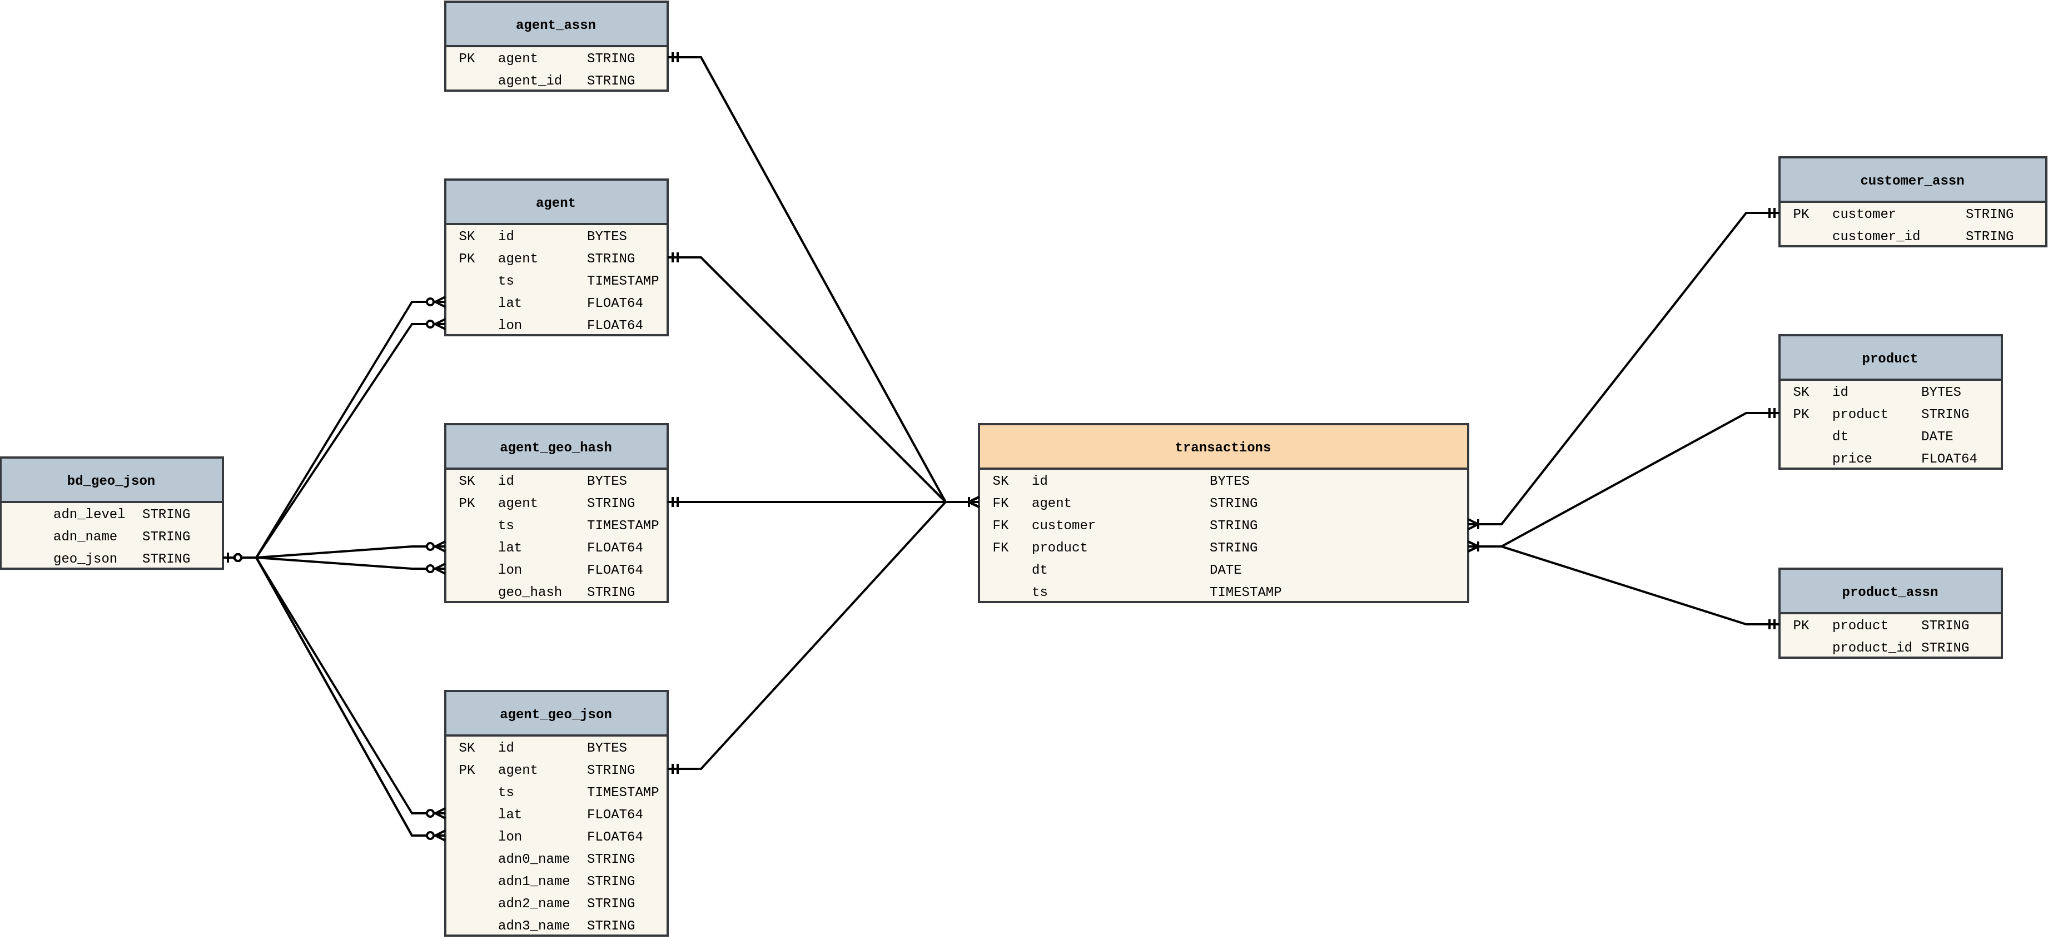 agent_assn
PK agent STRING
agent_id STRING
agent
SK id BYTES
PK agent STRING
ts TIMESTAMP
lat FLOAT64
lon FLOAT64
agent_geo_hash
SK id BYTES
PK agent STRING
ts TIMESTAMP
lat FLOAT64
lon FLOAT64
geo_hash STRING
bd_geo_json
adn_level STRING
adn_name STRING
geo_json STRING
agent_geo_json
SK id BYTES
PK agent STRING
ts TIMESTAMP
lat FLOAT64
lon FLOAT64
adn0_name STRING
adn1_name STRING
adn2_name STRING
adn3_name STRING
transactions
SK id BYTES
FK agent STRING
FK customer STRING
FK product STRING
dt DATE
ts TIMESTAMP
customer_assn
PK customer STRING
customer_id STRING
product
SK id BYTES
PK product STRING
dt DATE
price FLOAT64
product_assn
PK product STRING
product_id STRING